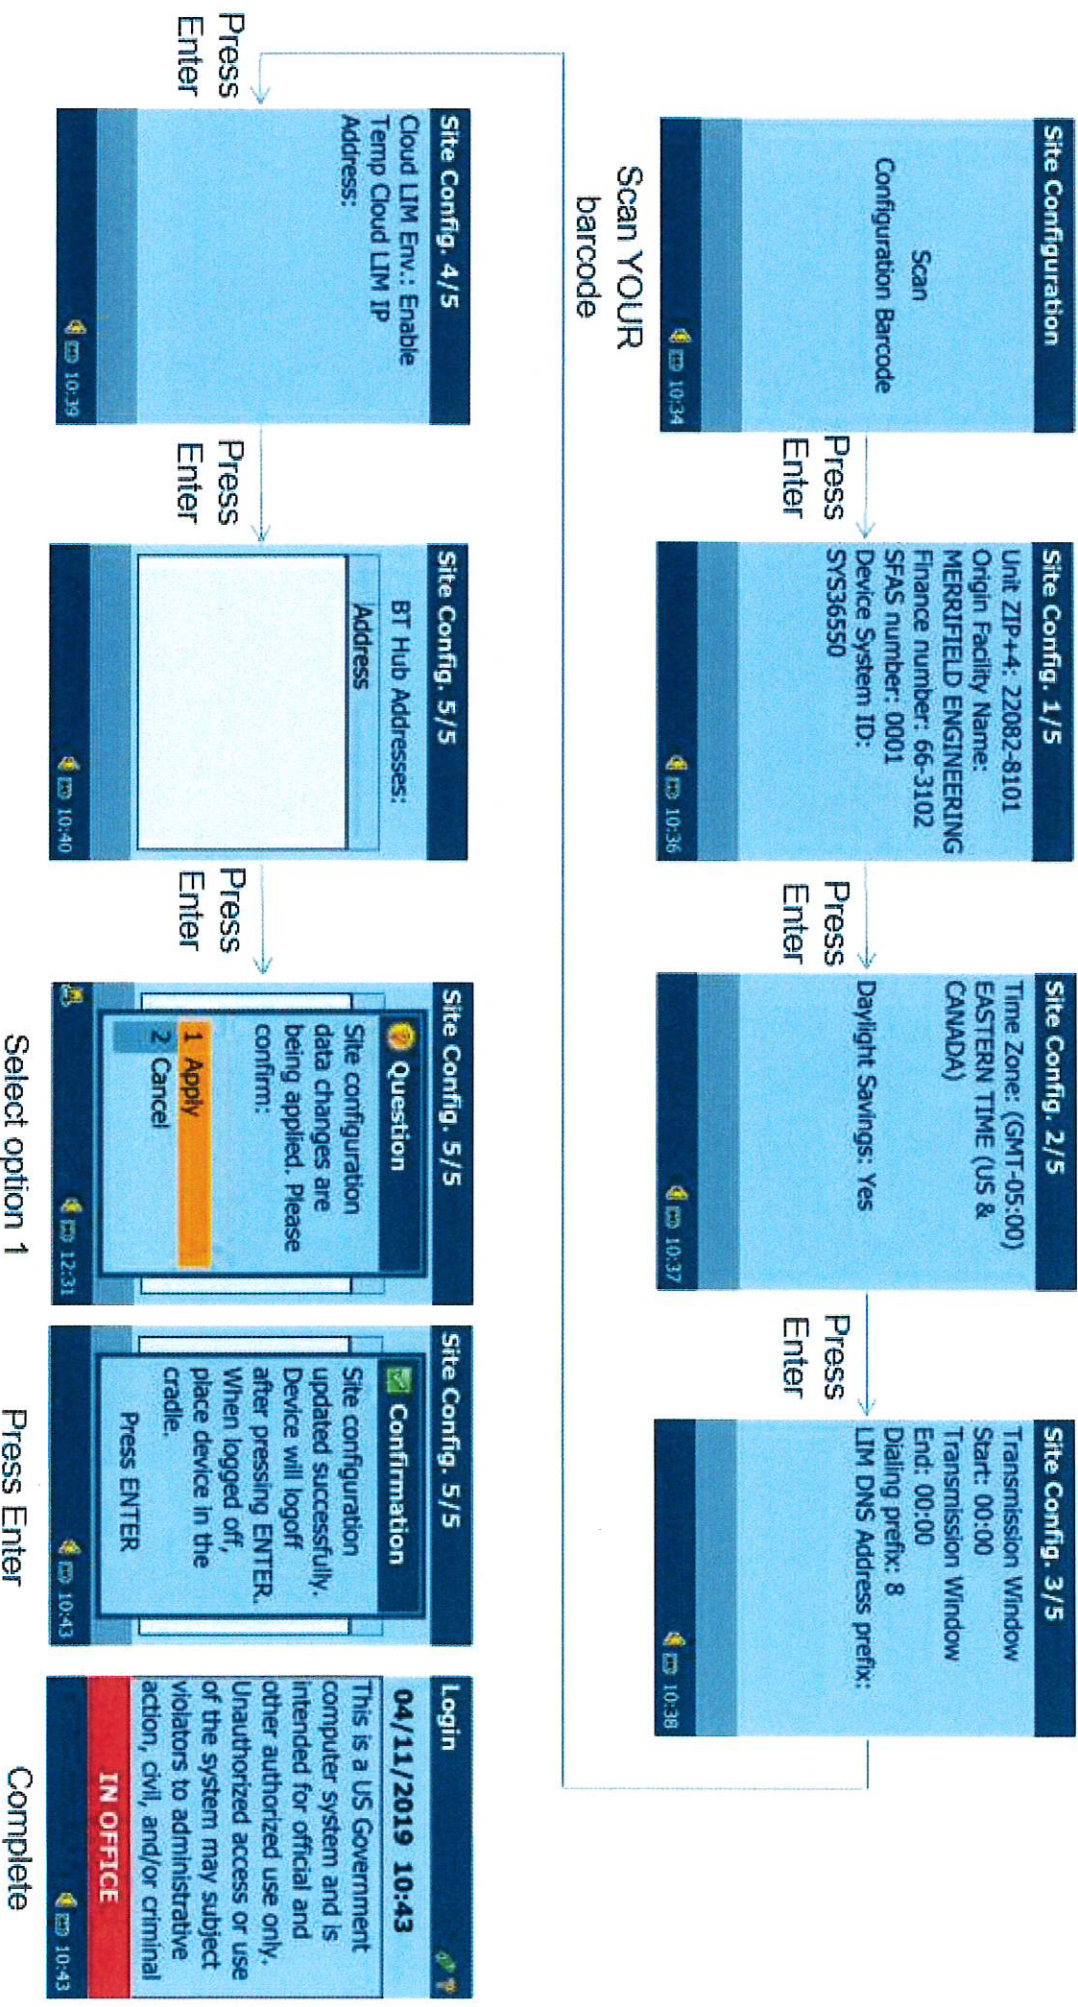 Site Configuration
Scan
Configuration Barcode
10:34
Scan YOUR
barcode
Press
Enter
Site Config. 1/5
Unit ZIP+4: 22082-8101
Origin Facility Name:
MERRIFIELD ENGINEERING
Finance number: 66-3102
SFAS number: 0001
Device System ID:
SYS36550
10:36
Press
Enter
Site Config. 2/5
Time Zone: (GMT-05:00)
EASTERN TIME (US &
CANADA)
Daylight Savings: Yes
10:37
Press
Enter
Site Config. 3/5
Transmission Window
Start: 00:00
Transmission Window
End: 00:00
Dialing prefix: 8
LIM DNS Address prefix:
10:38
Press
Enter
Site Config. 4/5
Cloud LIM Env.: Enable
Temp Cloud LIM IP
Address:
10:39
Press
Enter
Site Config. 5/5
BT Hub Addresses:
Address
10:40
Press
Enter
Site Config. 5/5
Question
Site configuration
data changes are
being applied. Please
confirm:
1 Apply
2 Cancel
12:31
Select option 1
Site Config. 5/5
Confirmation
Site configuration
updated successfully.
Device will logoff
after pressing ENTER.
When logged off,
place device in the
cradle.
Press ENTER
10:43
Press Enter
Login
04/11/2019 10:43
This is a US Government
computer system and is
intended for official and
other authorized use only.
Unauthorized access or use
of the system may subject
violators to administrative
action, civil, and/or criminal
IN OFFICE
10:43
Complete